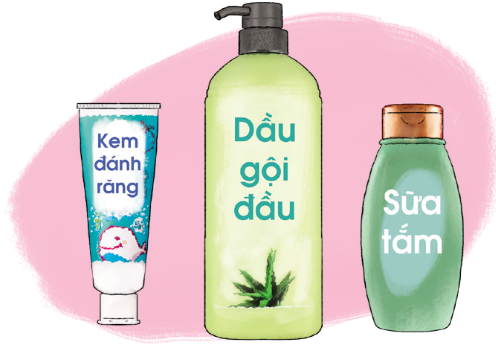 Kem
đánh
răng
Dầu
gội
đầu
Sữa
tắm